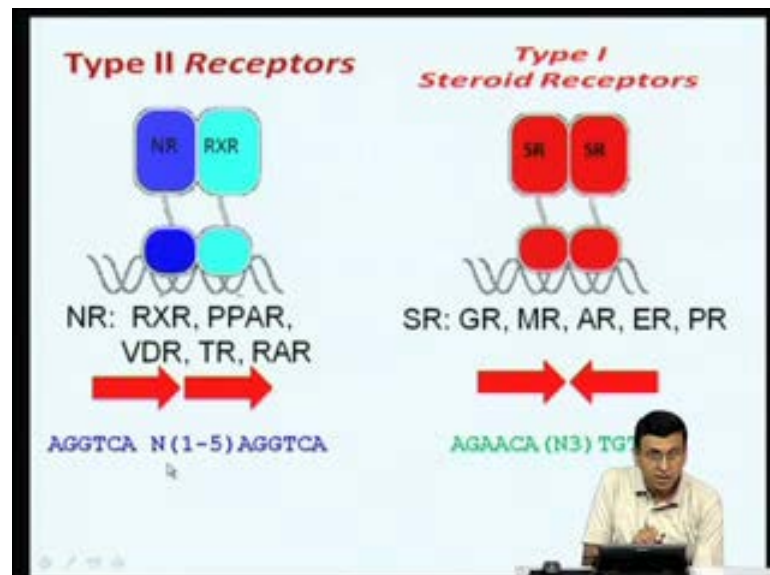 Type II Receptors
NR RXR
NR: RXR, PPAR,
VDR, TR, RAR
AGGTCA N(1-5)AGGTCA
Type I
Steroid Receptors
SR SR
SR: GR, MR, AR, ER, PR
AGAACA(N3)TGT